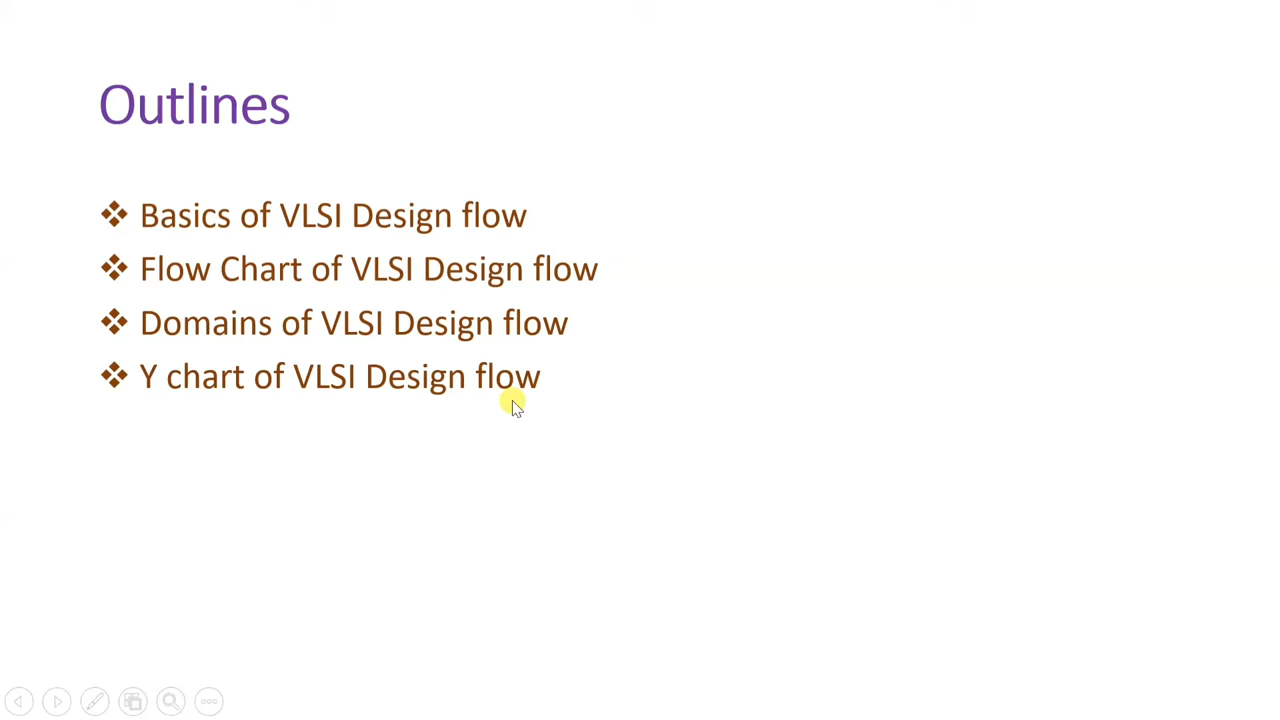 Outlines
Basics of VLSI Design flow
Flow Chart of VLSI Design flow
Domains of VLSI Design flow
Y chart of VLSI Design flow